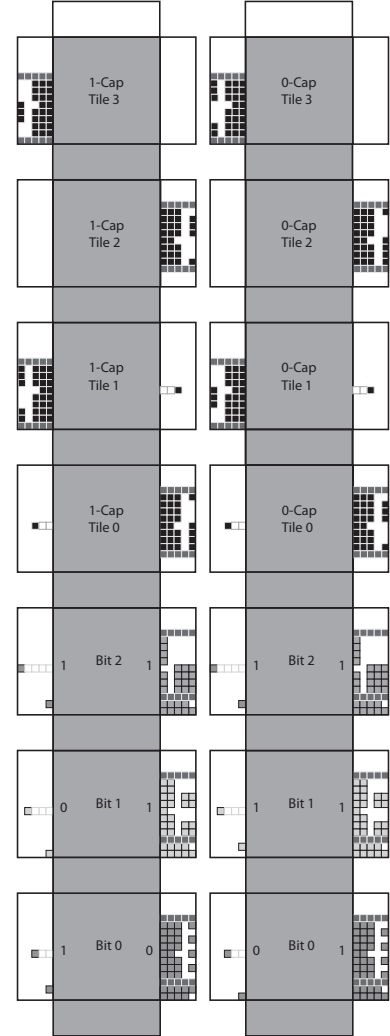 1-Cap
Tile 3
0-Cap
Tile 3
1-Cap
Tile 2
0-Cap
Tile 2
1-Cap
Tile 1
0-Cap
Tile 1
1-Cap
Tile 0
0-Cap
Tile 0
1 Bit 2 1
1 Bit 2 1
0 Bit 1 1
1 Bit 1 1
1 Bit 0 0
0 Bit 0 1